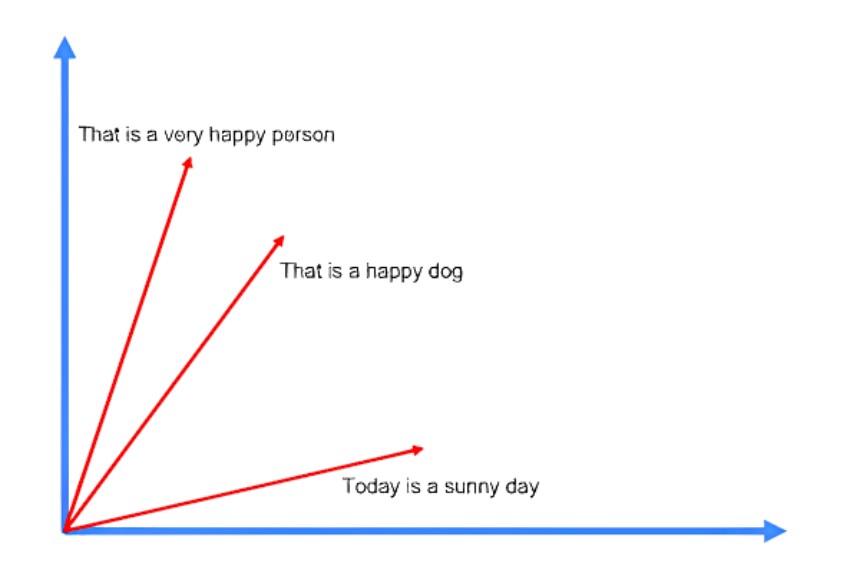 That is a very happy person
That is a happy dog
Today is a sunny day